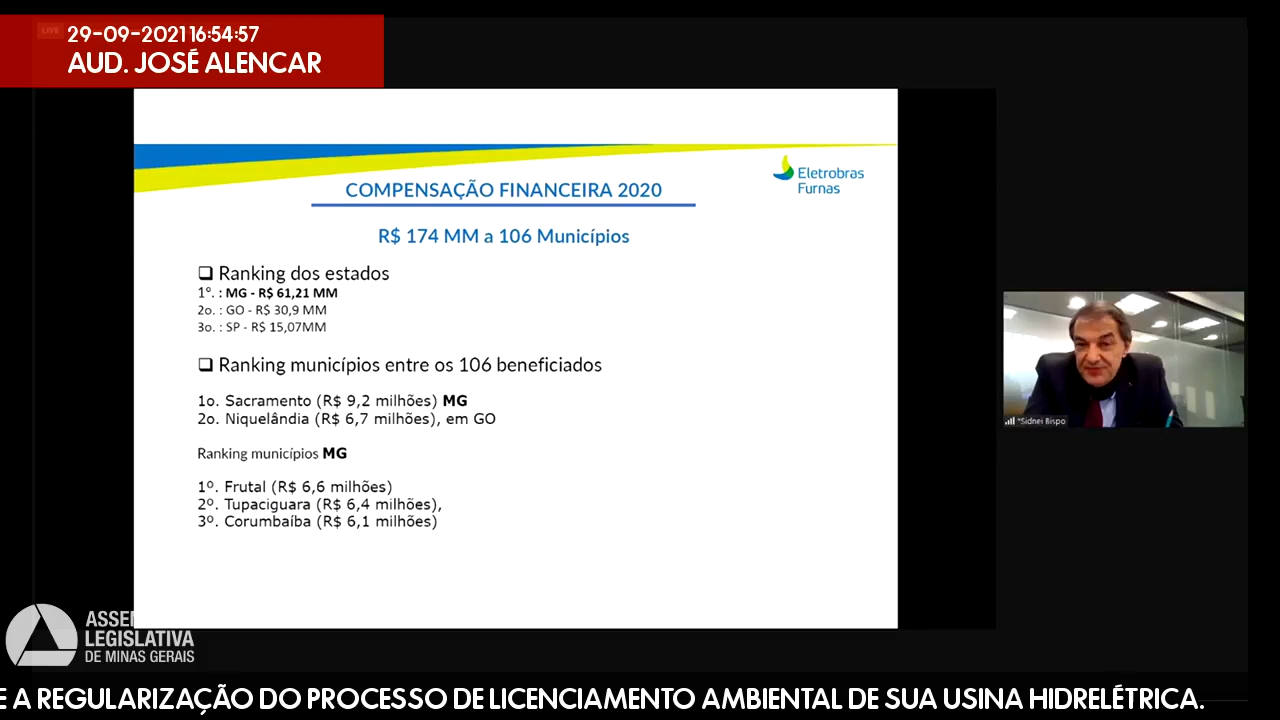 LIVE
29-09-2021 16:54:57
AUD. JOSÉ ALENCAR
Eletrobras
Furnas
COMPENSAÇÃO FINANCEIRA 2020
R$ 174 MM a 106 Municípios
❑ Ranking dos estados
1º. : MG - R$ 61,21 MM
2o. : GO - R$ 30,9 MM
3o. : SP - R$ 15,07MM
❑ Ranking municípios entre os 106 beneficiados
1o. Sacramento (R$ 9,2 milhões) MG
2o. Niquelândia (R$ 6,7 milhões), em GO
Ranking municípios MG
1º. Frutal (R$ 6,6 milhões)
2º. Tupaciguara (R$ 6,4 milhões),
3º. Corumbaíba (R$ 6,1 milhões)
*Sidnei Bispo
ASSEM
LEGISLATIVA
DE MINAS GERAIS
E A REGULARIZAÇÃO DO PROCESSO DE LICENCIAMENTO AMBIENTAL DE SUA USINA HIDRELÉTRICA.